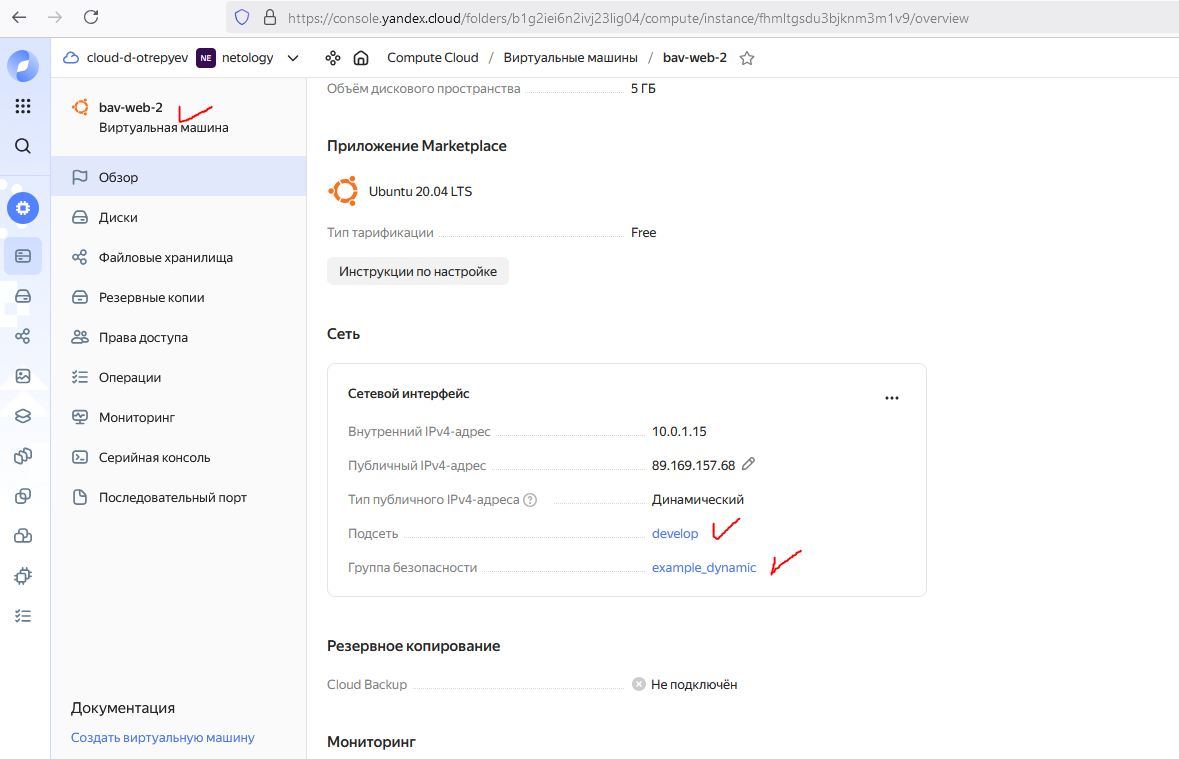 https://console.yandex.cloud/folders/b1g2iei6n2ivj23lig04/compute/instance/fhmltgsdu3bjknm3m1v9/overview
cloud-d-otrepyev NE netology Compute Cloud / Виртуальные машины / bav-web-2
bav-web-2
Виртуальная машина
Обзор
Диски
Файловые хранилища
Резервные копии
Права доступа
Операции
Мониторинг
Серийная консоль
Последовательный порт
Документация
Создать виртуальную машину
Объём дискового пространства 5 ГБ
Приложение Marketplace
Ubuntu 20.04 LTS
Тип тарификации Free
Инструкции по настройке
Сеть
Сетевой интерфейс
Внутренний IPv4-адрес 10.0.1.15
Публичный IPv4-адрес 89.169.157.68
Тип публичного IPv4-адреса ? Динамический
Подсеть develop
Группа безопасности example_dynamic
Резервное копирование
Cloud Backup Не подключён
Мониторинг